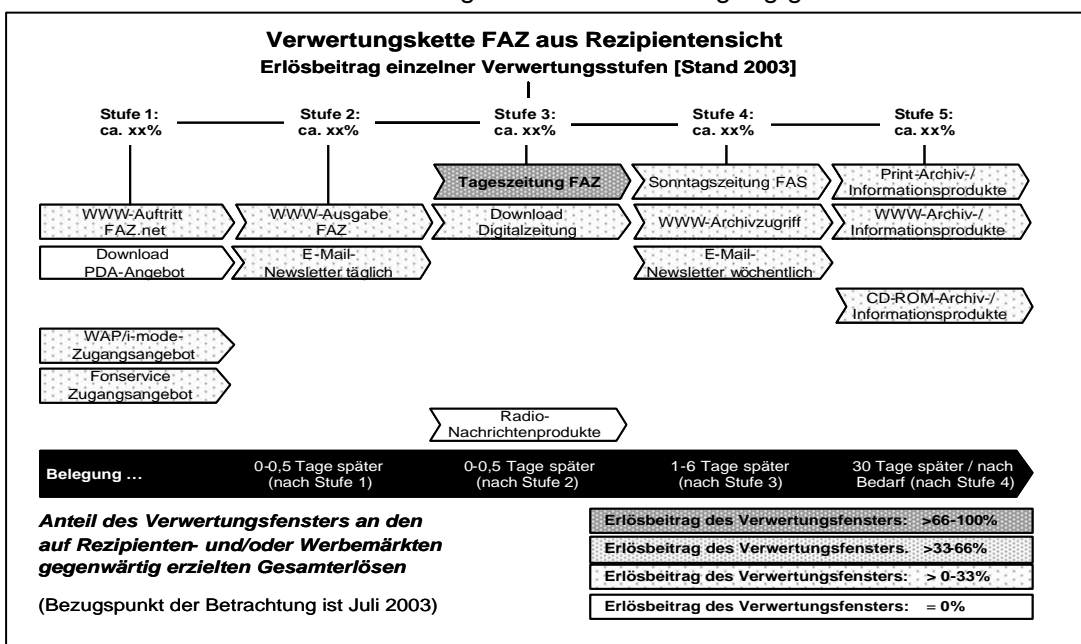 Verwertungskette FAZ aus Rezipientensicht
Erlösbeitrag einzelner Verwertungsstufen [Stand 2003]
Stufe 1:
ca. xx%
Stufe 2:
ca. xx%
Stufe 3:
ca. xx%
Stufe 4:
ca. xx%
Stufe 5:
ca. xx%
Tageszeitung FAZ
Sonntagszeitung FAS
Print-Archiv-/
Informationsprodukte
WWW-Auftritt
FAZ.net
WWW-Ausgabe
FAZ
Download
Digitalzeitung
WWW-Archivzugriff
WWW-Archiv-/
Informationsprodukte
Download
PDA-Angebot
E-Mail-
Newsletter täglich
E-Mail-
Newsletter wöchentlich
CD-ROM-Archiv-/
Informationsprodukte
WAP/i-mode-
Zugangsangebot
Fonservice
Zugangsangebot
Radio-
Nachrichtenprodukte
Belegung ...
0-0,5 Tage später
(nach Stufe 1)
0-0,5 Tage später
(nach Stufe 2)
1-6 Tage später
(nach Stufe 3)
30 Tage später / nach
Bedarf (nach Stufe 4)
Anteil des Verwertungsfensters an den
auf Rezipienten- und/oder Werbemärkten
gegenwärtig erzielten Gesamterlösen
(Bezugspunkt der Betrachtung ist Juli 2003)
Erlösbeitrag des Verwertungsfensters: >66-100%
Erlösbeitrag des Verwertungsfensters. >33-66%
Erlösbeitrag des Verwertungsfensters: > 0-33%
Erlösbeitrag des Verwertungsfensters: = 0%